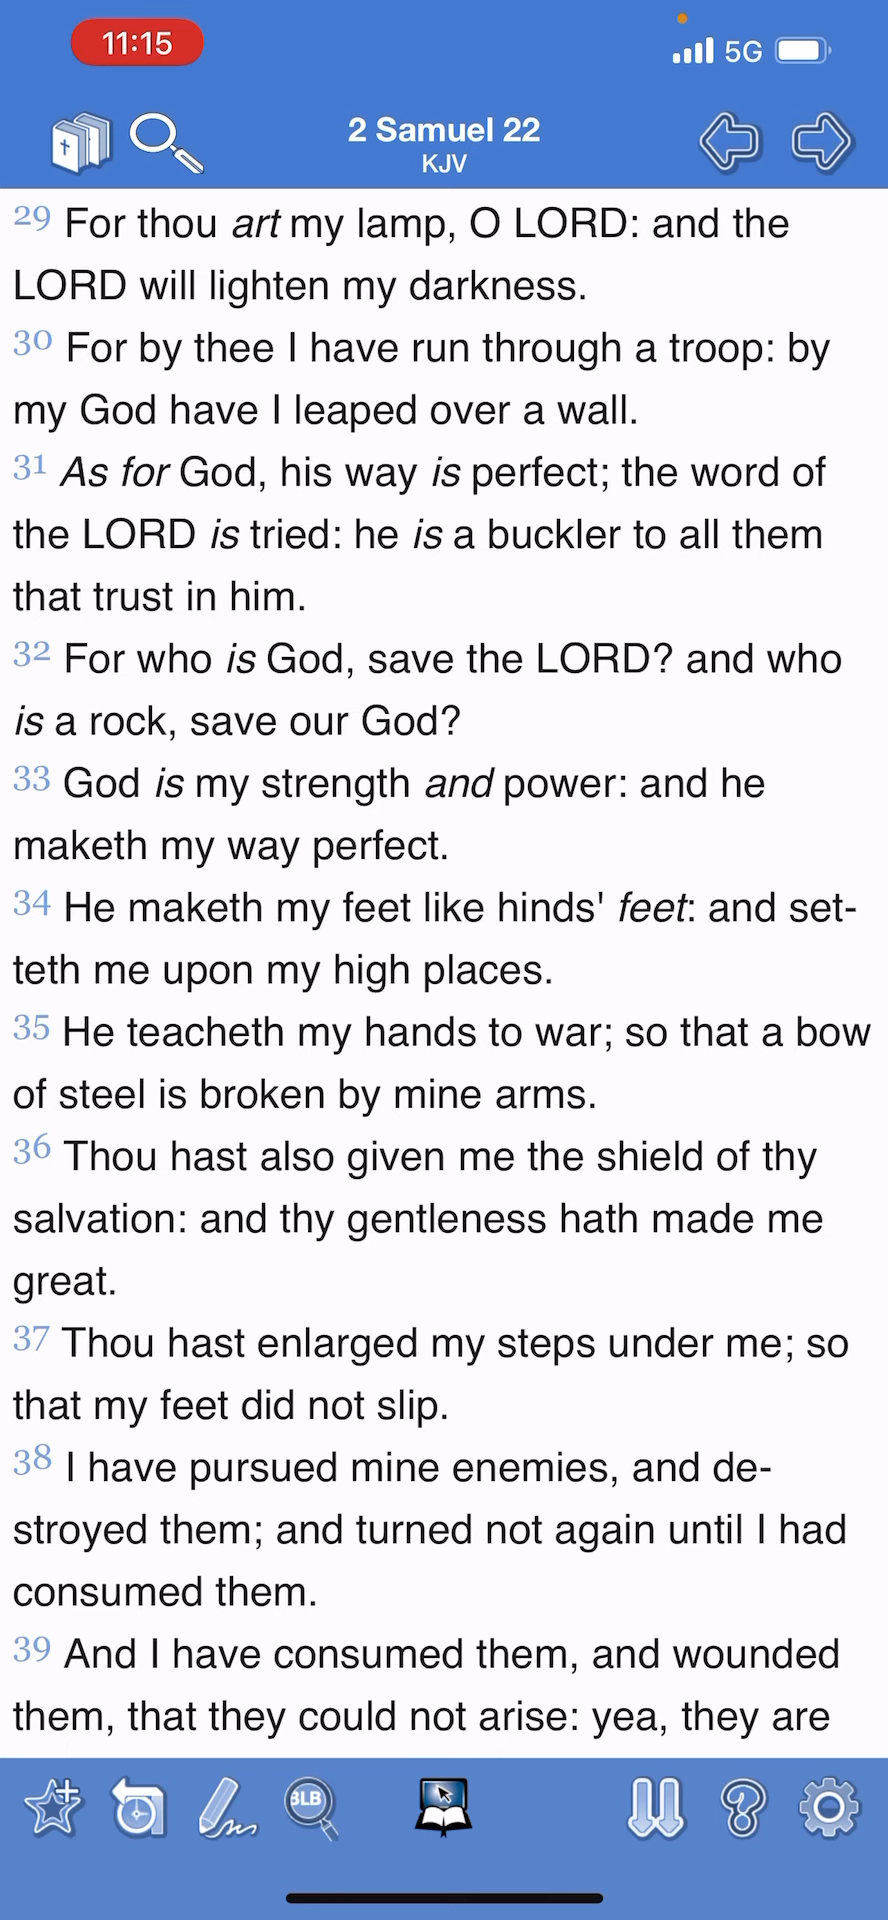 11:15
5G
2 Samuel 22
KJV
29 For thou art my lamp, O LORD: and the
LORD will lighten my darkness.
30 For by thee I have run through a troop: by
my God have I leaped over a wall.
31 As for God, his way is perfect; the word of
the LORD is tried: he is a buckler to all them
that trust in him.
32 For who is God, save the LORD? and who
is a rock, save our God?
33 God is my strength and power: and he
maketh my way perfect.
34 He maketh my feet like hinds' feet: and set-
teth me upon my high places.
35 He teacheth my hands to war; so that a bow
of steel is broken by mine arms.
36 Thou hast also given me the shield of thy
salvation: and thy gentleness hath made me
great.
37 Thou hast enlarged my steps under me; so
that my feet did not slip.
38 I have pursued mine enemies, and de-
stroyed them; and turned not again until I had
consumed them.
39 And I have consumed them, and wounded
them, that they could not arise: yea, they are
BLB